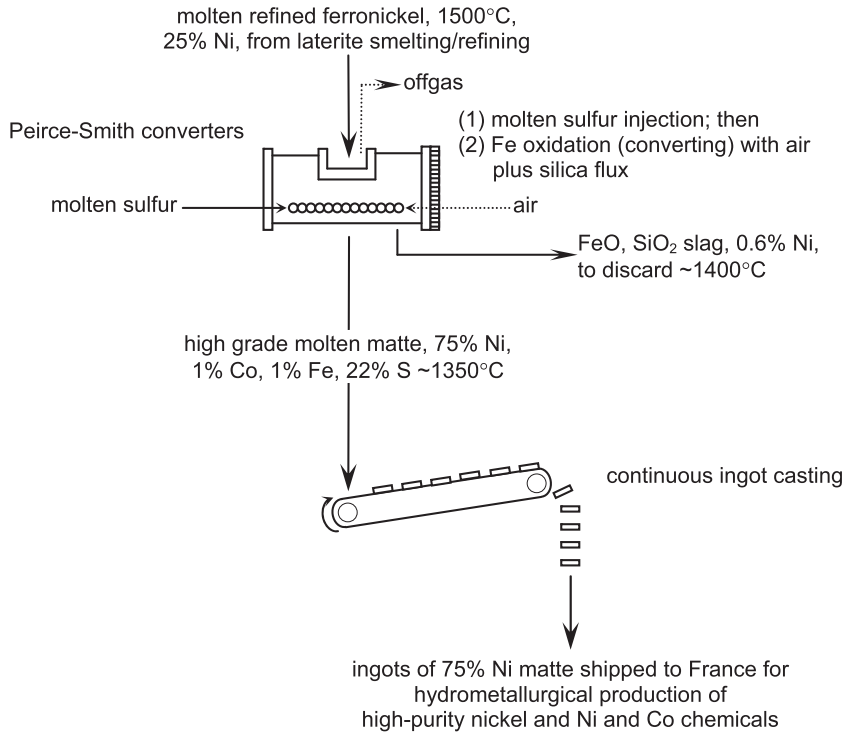 molten refined ferronickel, 1500°C,
25% Ni, from laterite smelting/refining
offgas
Peirce-Smith converters
(1) molten sulfur injection; then
(2) Fe oxidation (converting) with air
plus silica flux
molten sulfur
air
FeO, SiO₂ slag, 0.6% Ni,
to discard ~1400°C
high grade molten matte, 75% Ni,
1% Co, 1% Fe, 22% S ~1350°C
continuous ingot casting
ingots of 75% Ni matte shipped to France for
hydrometallurgical production of
high-purity nickel and Ni and Co chemicals